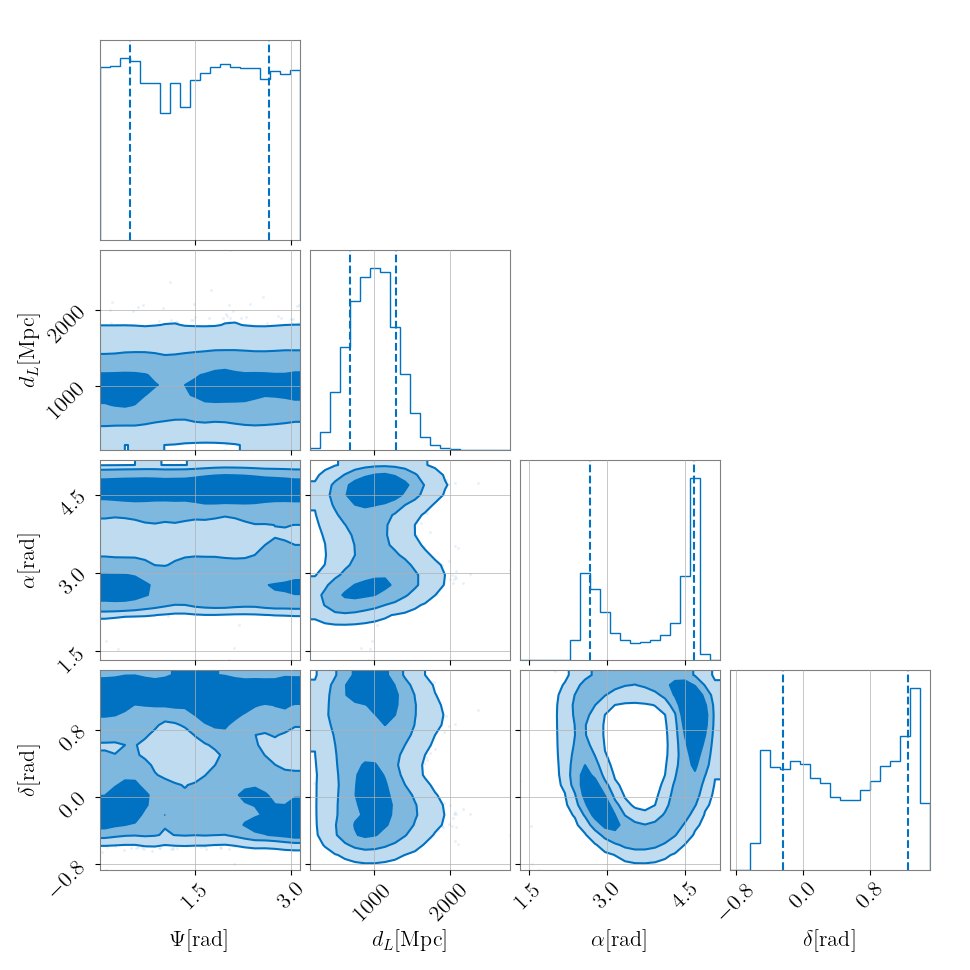 2000
1000
d_L[Mpc]
4.5
3.0
1.5
α[rad]
0.8
0.0
−0.8
δ[rad]
1.5 3.0 1000 2000 1.5 3.0 4.5 −0.8 0.0 0.8
Ψ[rad] d_L[Mpc] α[rad] δ[rad]